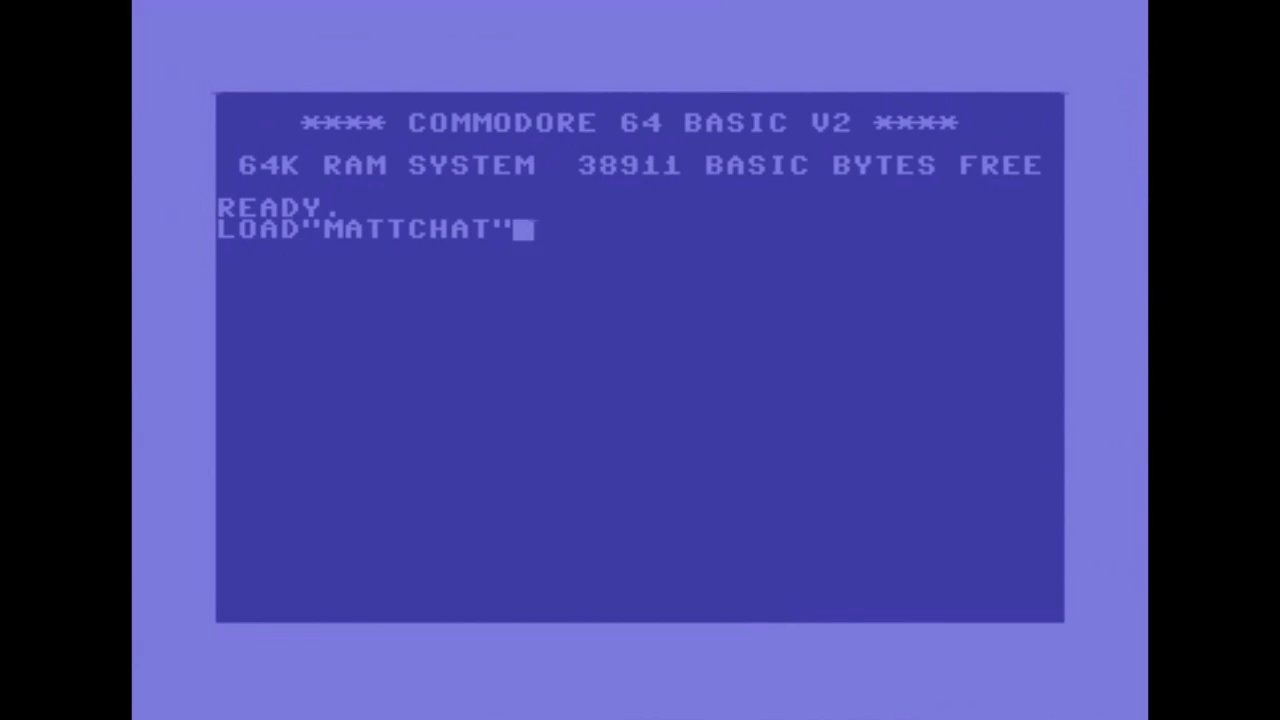 **** COMMODORE 64 BASIC V2 ****
64K RAM SYSTEM  38911 BASIC BYTES FREE
READY.
LOAD"MATTCHAT"